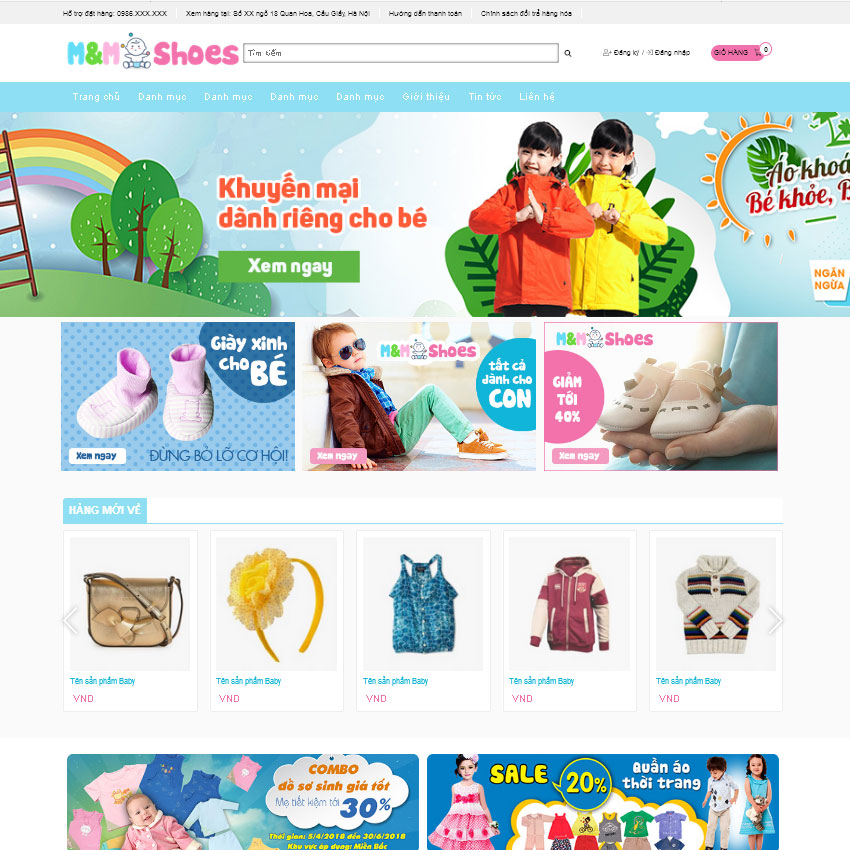 Hỗ trợ đặt hàng: 0936.XXX.XXX
Xem hàng tại: Số XX ngõ 13 Quan Hoa, Cầu Giấy, Hà Nội
Hướng dẫn thanh toán
Chính sách đổi trả hàng hóa
M&M Shoes
Tìm kiếm
Đăng ký / Đăng nhập
GIỎ HÀNG
0
Trang chủ
Danh mục
Danh mục
Danh mục
Danh mục
Giới thiệu
Tin tức
Liên hệ
Khuyến mại
dành riêng cho bé
Xem ngay
Áo khoá
Bé khỏe, B
NGĂN
NGỪA
Giày xinh
cho BÉ
Xem ngay
ĐỪNG BỎ LỠ CƠ HỘI!
M&M Shoes
tất cả
dành cho
CON
Xem ngay
M&M Shoes
GIẢM
TỚI
40%
Xem ngay
HÀNG MỚI VỀ
Tên sản phẩm Baby
VND
Tên sản phẩm Baby
VND
Tên sản phẩm Baby
VND
Tên sản phẩm Baby
VND
Tên sản phẩm Baby
VND
COMBO
đồ sơ sinh giá tốt
Mẹ tiết kiệm tới
30%
Thời gian: 5/4/2018 đến 30/6/2018
Khu vực áp dụng: Miền Bắc
SALE 20%
Quần áo
thời trang